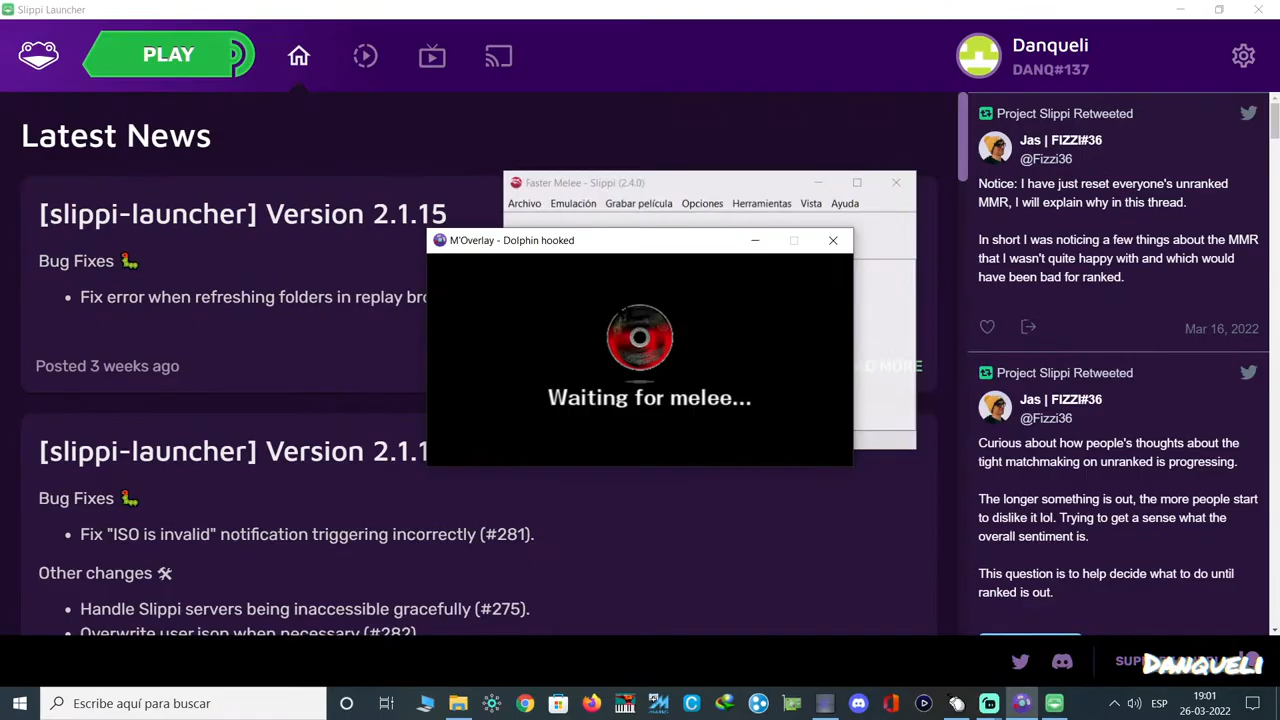 Slippi Launcher
PLAY
Danqueli
DANQ#137
Latest News
[slippi-launcher] Version 2.1.15
Bug Fixes 🐛
• Fix error when refreshing folders in replay bro
Posted 3 weeks ago
MORE
[slippi-launcher] Version 2.1.1
Bug Fixes 🐛
• Fix "ISO is invalid" notification triggering incorrectly (#281).
Other changes 🛠
• Handle Slippi servers being inaccessible gracefully (#275).
• Overwrite user.json when necessary (#282)
Faster Melee - Slippi (2.4.0)
Archivo Emulación Grabar película Opciones Herramientas Vista Ayuda
M'Overlay - Dolphin hooked
Waiting for melee...
Project Slippi Retweeted
Jas | FIZZI#36
@Fizzi36
Notice: I have just reset everyone's unranked
MMR, I will explain why in this thread.
In short I was noticing a few things about the MMR
that I wasn't quite happy with and which would
have been bad for ranked.
Mar 16, 2022
Project Slippi Retweeted
Jas | FIZZI#36
@Fizzi36
Curious about how people's thoughts about the
tight matchmaking on unranked is progressing.
The longer something is out, the more people start
to dislike it lol. Trying to get a sense what the
overall sentiment is.
This question is to help decide what to do until
ranked is out.
SUP
DANQUELI
Escribe aquí para buscar
ESP
19:01
26-03-2022